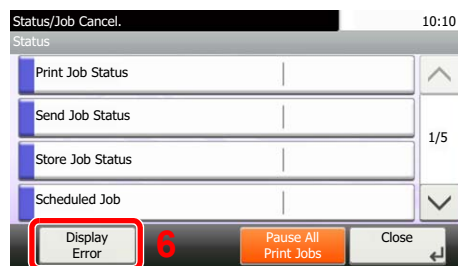 Status/Job Cancel. 10:10
Status
Print Job Status
Send Job Status
1/5
Store Job Status
Scheduled Job
Display
Error
6
Pause All
Print Jobs
Close